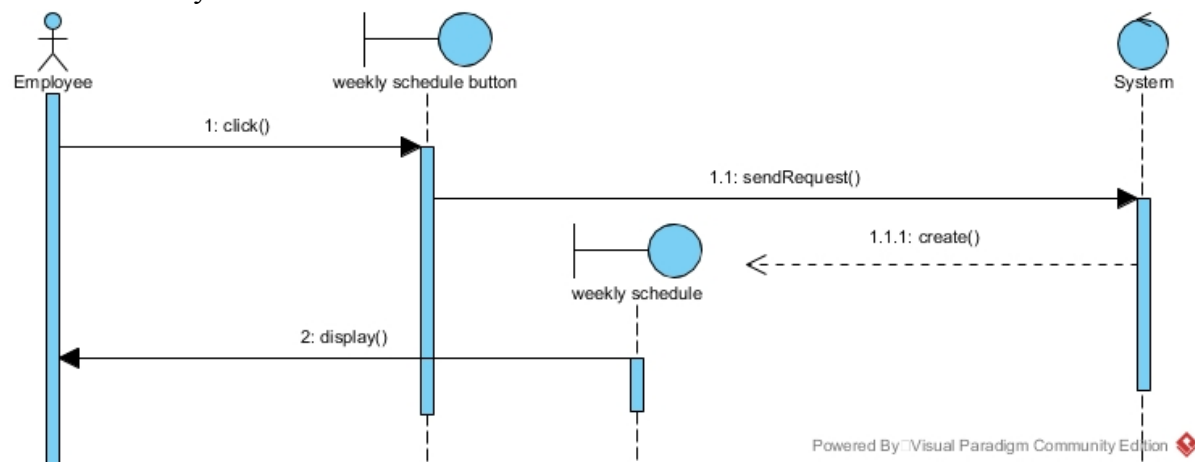 Employee
weekly schedule button
System
1: click()
1.1: sendRequest()
1.1.1: create()
weekly schedule
2: display()
Powered By Visual Paradigm Community Edition